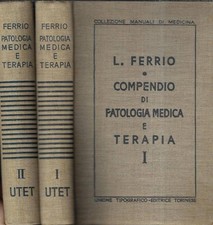 FERRIO
PATOLOGIA
MEDICA
E
TERAPIA
II
UTET
FERRIO
PATOLOGIA
MEDICA
E
TERAPIA
I
UTET
COLLEZIONE MANUALI DI MEDICINA
L. FERRIO
•
COMPENDIO
DI
PATOLOGIA MEDICA
E
TERAPIA
I
UNIONE TIPOGRAFICO-EDITRICE TORINESE